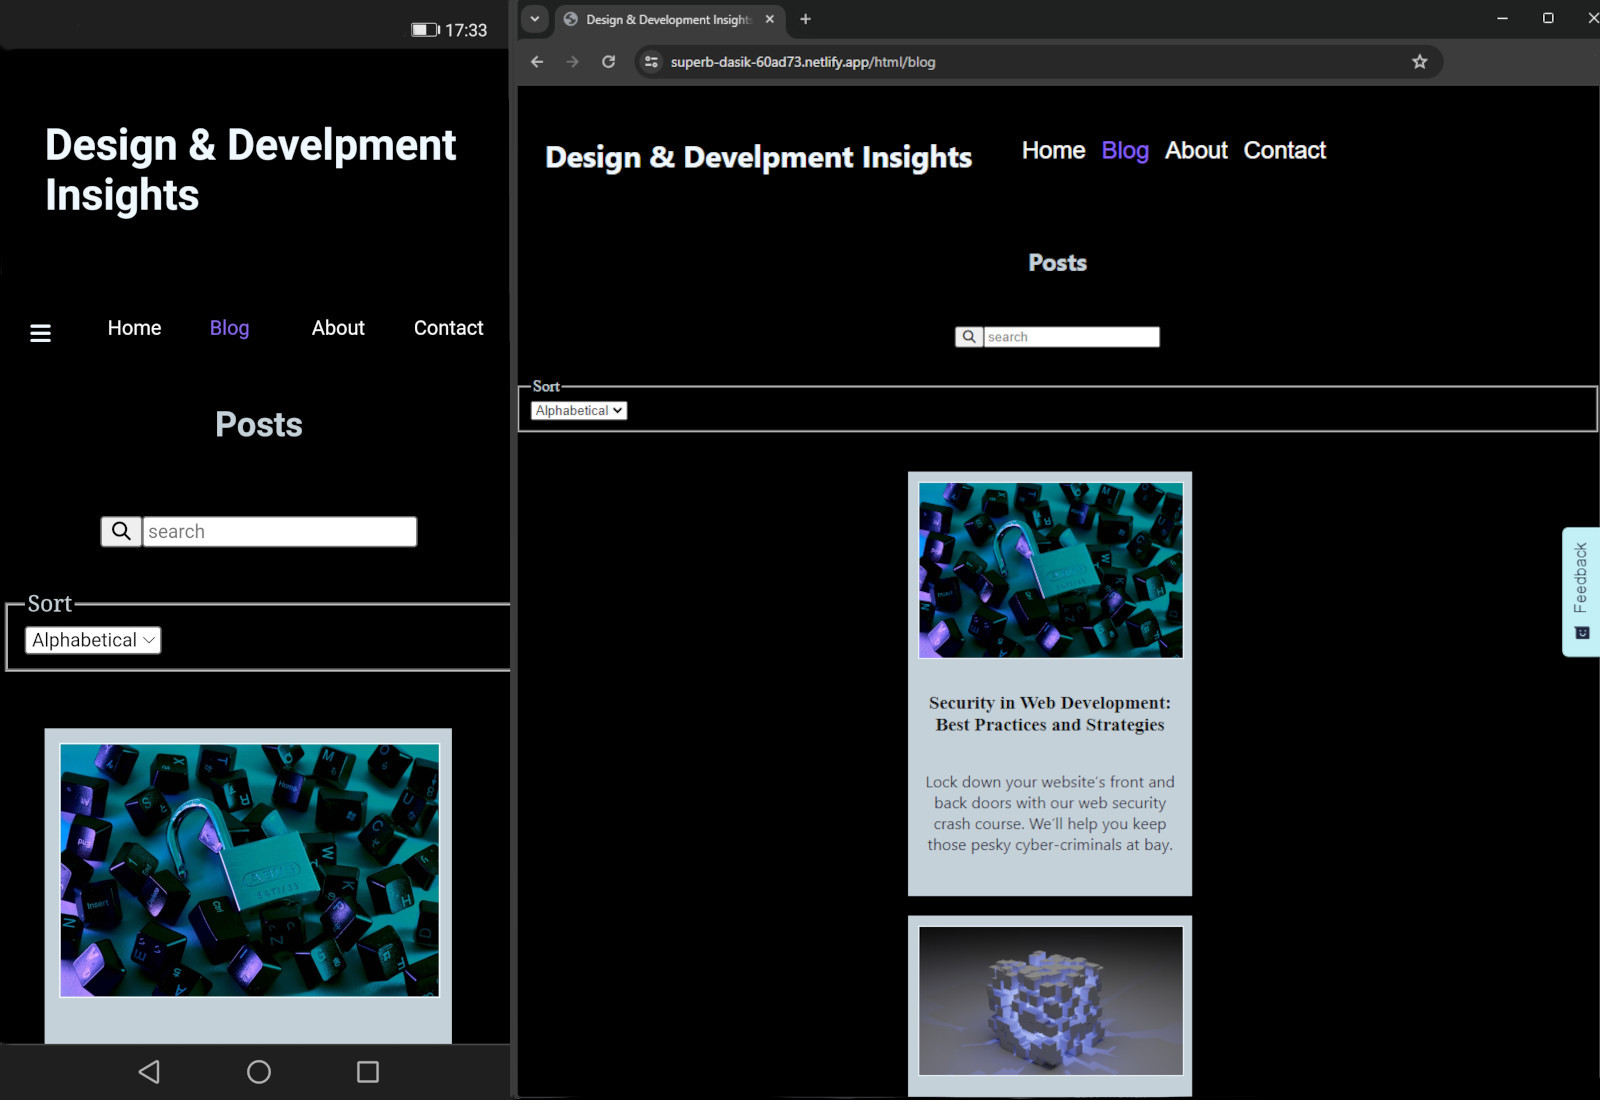 17:33
Design & Develpment
Insights
Home Blog About Contact
Posts
search
Sort
Alphabetical
Design & Development Insights
superb-dasik-60ad73.netlify.app/html/blog
Design & Develpment Insights
Home Blog About Contact
Posts
search
Sort
Alphabetical
Security in Web Development:
Best Practices and Strategies
Lock down your website's front and
back doors with our web security
crash course. We'll help you keep
those pesky cyber-criminals at bay.
Feedback